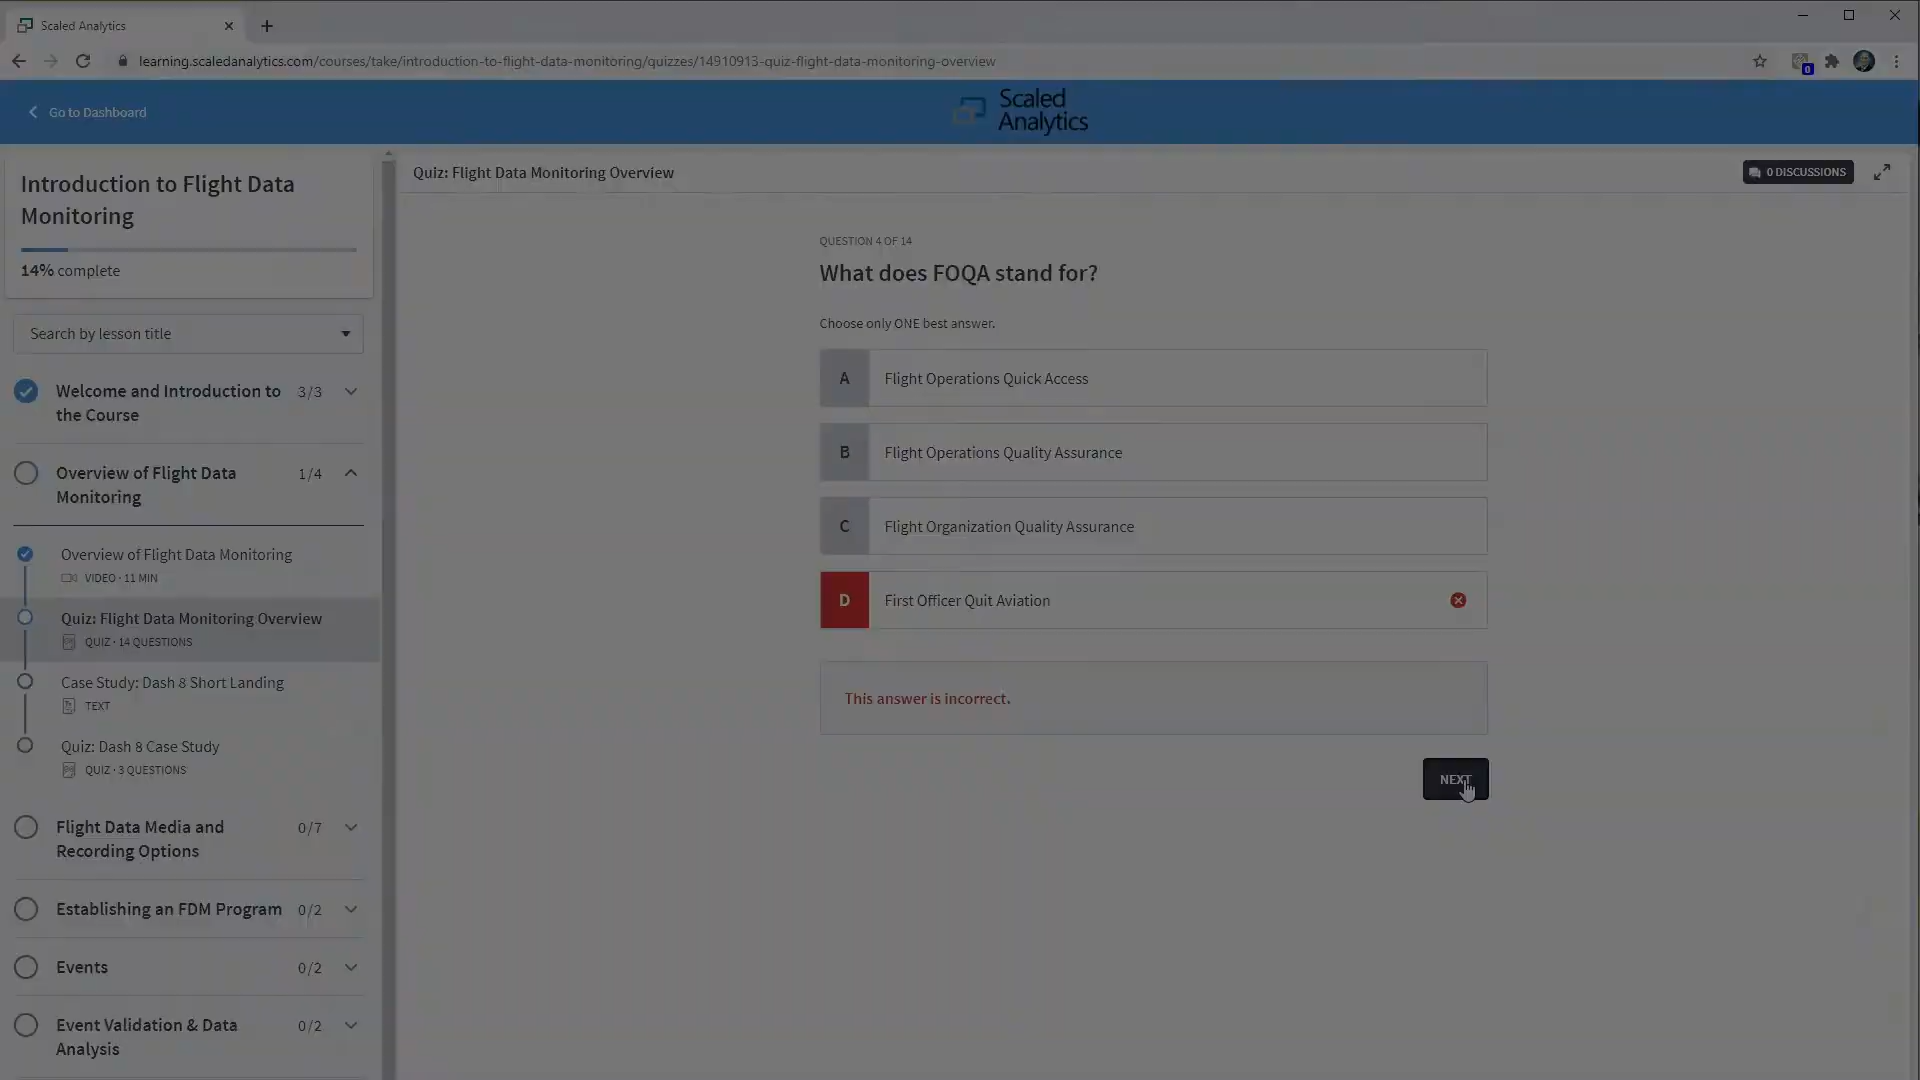 Scaled Analytics
learning.scaledanalytics.com/courses/take/introduction-to-flight-data-monitoring/quizzes/14910913-quiz-flight-data-monitoring-overview
0
Go to Dashboard
Scaled
Analytics
Introduction to Flight Data
Monitoring
14% complete
Search by lesson title
Welcome and Introduction to 3/3
the Course
Overview of Flight Data 1/4
Monitoring
Overview of Flight Data Monitoring
VIDEO · 11 MIN
Quiz: Flight Data Monitoring Overview
QUIZ · 14 QUESTIONS
Case Study: Dash 8 Short Landing
TEXT
Quiz: Dash 8 Case Study
QUIZ · 3 QUESTIONS
Flight Data Media and 0/7
Recording Options
Establishing an FDM Program 0/2
Events 0/2
Event Validation & Data 0/2
Analysis
Quiz: Flight Data Monitoring Overview
0 DISCUSSIONS
QUESTION 4 OF 14
What does FOQA stand for?
Choose only ONE best answer.
A Flight Operations Quick Access
B Flight Operations Quality Assurance
C Flight Organization Quality Assurance
D First Officer Quit Aviation
This answer is incorrect.
NEXT